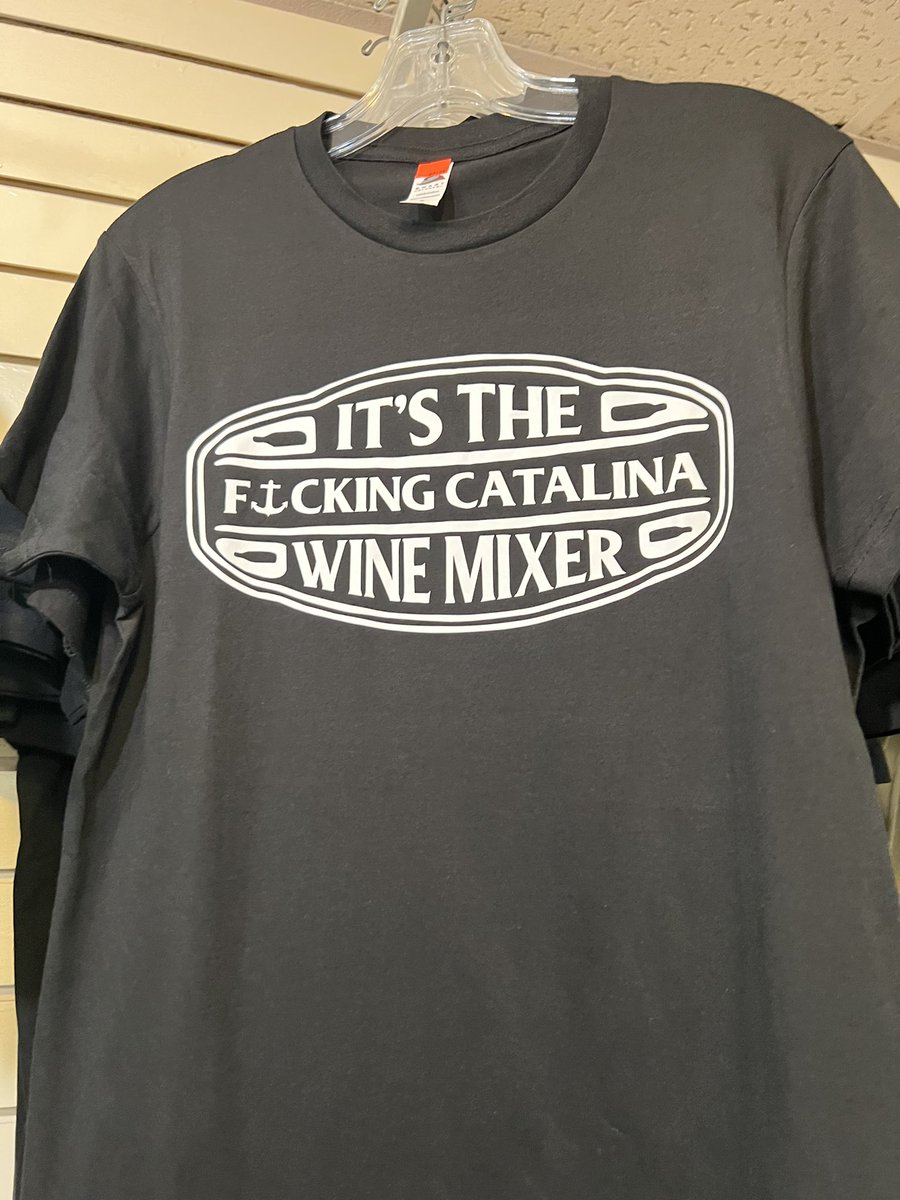 IT'S THE
F⚓CKING CATALINA
WINE MIXER